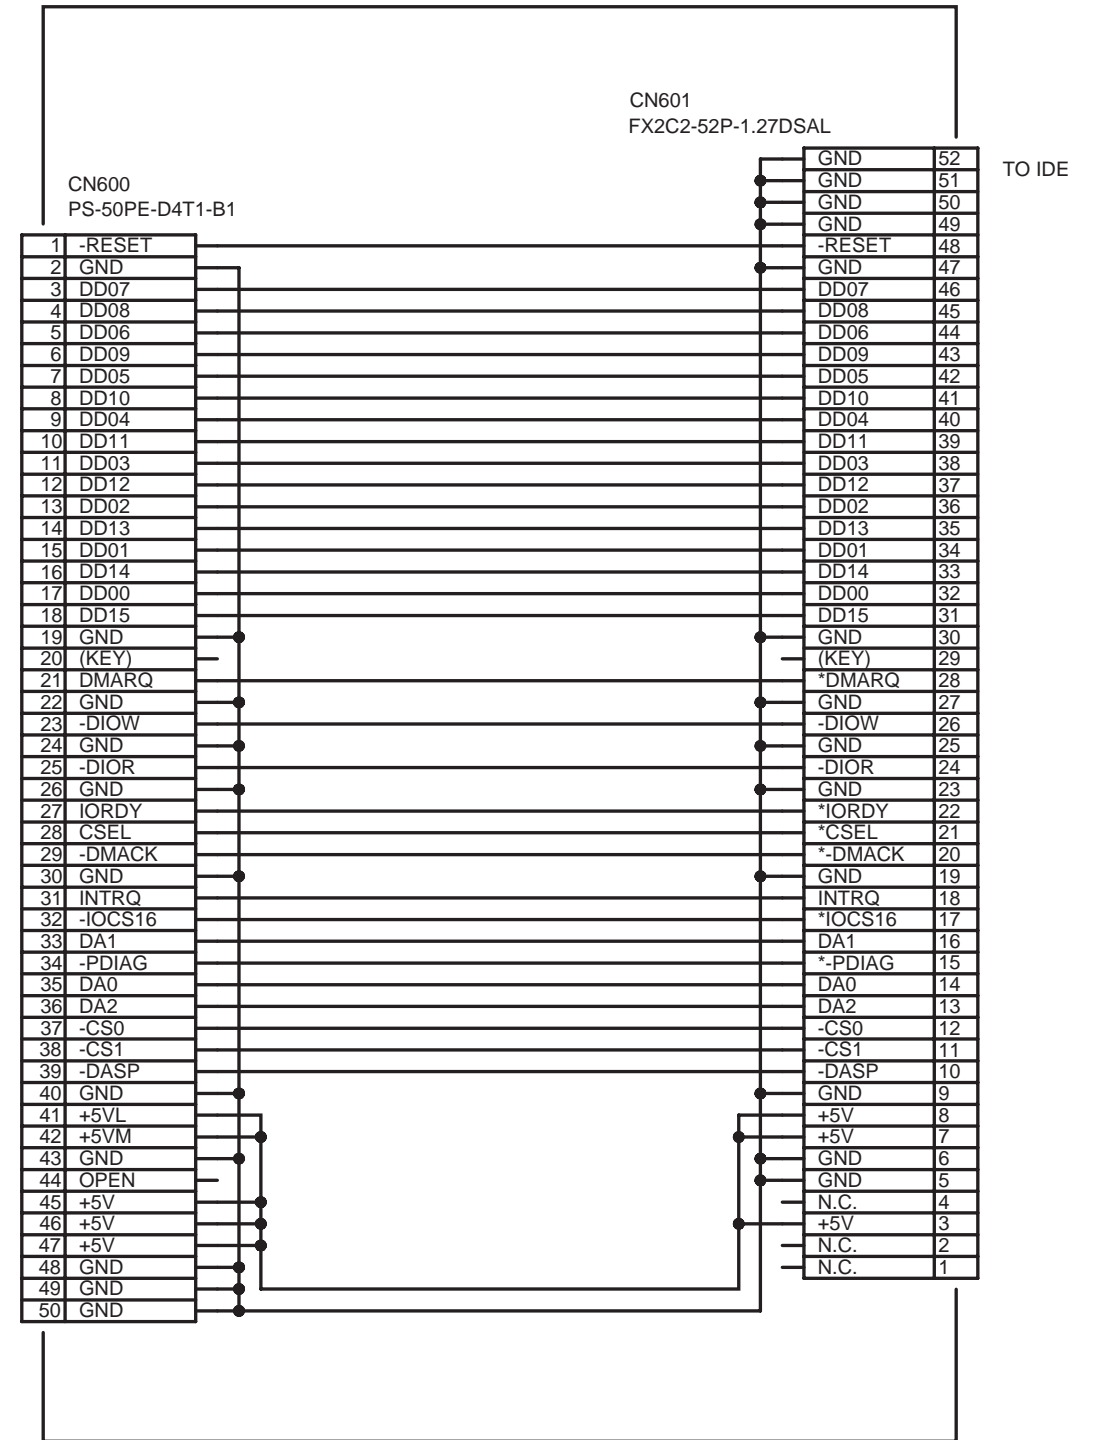 CN601
FX2C2-52P-1.27DSAL
TO IDE
CN600
PS-50PE-D4T1-B1
1 -RESET
2 GND
3 DD07
4 DD08
5 DD06
6 DD09
7 DD05
8 DD10
9 DD04
10 DD11
11 DD03
12 DD12
13 DD02
14 DD13
15 DD01
16 DD14
17 DD00
18 DD15
19 GND
20 (KEY)
21 DMARQ
22 GND
23 -DIOW
24 GND
25 -DIOR
26 GND
27 IORDY
28 CSEL
29 -DMACK
30 GND
31 INTRQ
32 -IOCS16
33 DA1
34 -PDIAG
35 DA0
36 DA2
37 -CS0
38 -CS1
39 -DASP
40 GND
41 +5VL
42 +5VM
43 GND
44 OPEN
45 +5V
46 +5V
47 +5V
48 GND
49 GND
50 GND
GND 52
GND 51
GND 50
GND 49
-RESET 48
GND 47
DD07 46
DD08 45
DD06 44
DD09 43
DD05 42
DD10 41
DD04 40
DD11 39
DD03 38
DD12 37
DD02 36
DD13 35
DD01 34
DD14 33
DD00 32
DD15 31
GND 30
(KEY) 29
*DMARQ 28
GND 27
-DIOW 26
GND 25
-DIOR 24
GND 23
*IORDY 22
*CSEL 21
*-DMACK 20
GND 19
INTRQ 18
*IOCS16 17
DA1 16
*-PDIAG 15
DA0 14
DA2 13
-CS0 12
-CS1 11
-DASP 10
GND 9
+5V 8
+5V 7
GND 6
GND 5
N.C. 4
+5V 3
N.C. 2
N.C. 1